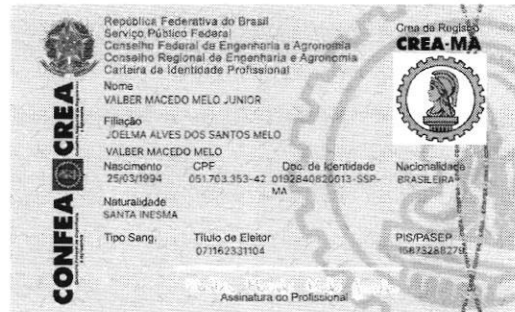 República Federativa do Brasil
Serviço Público Federal
Conselho Federal de Engenharia e Agronomia
Conselho Regional de Engenharia e Agronomia
Carteira de Identidade Profissional
Crea de Registro
CREA-MA
Nome
VALBER MACEDO MELO JUNIOR
Filiação
JOELMA ALVES DOS SANTOS MELO
VALBER MACEDO MELO
Nascimento CPF Doc. de Identidade Nacionalidade
25/03/1994 051.703.353-42 0192840820013-SSP-MA BRASILEIRA
Naturalidade
SANTA INESMA
Tipo Sang. Título de Eleitor PIS/PASEP
071162331104 16673288279
Assinatura do Profissional
CONFEA CREA